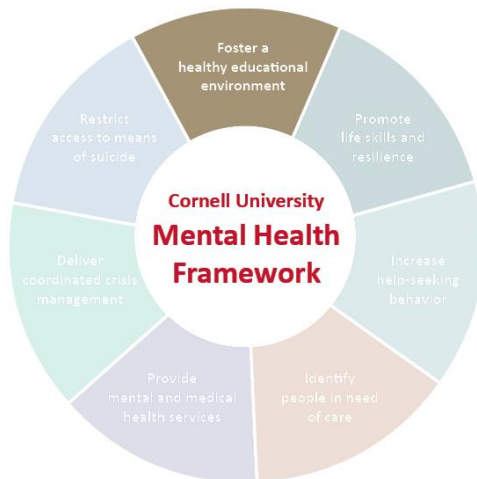 Foster a
healthy educational
environment
Promote
life skills and
resilience
Increase
help-seeking
behavior
Identify
people in need
of care
Provide
mental and medical
health services
Deliver
coordinated crisis
management
Restrict
access to means
of suicide
Cornell University
Mental Health
Framework